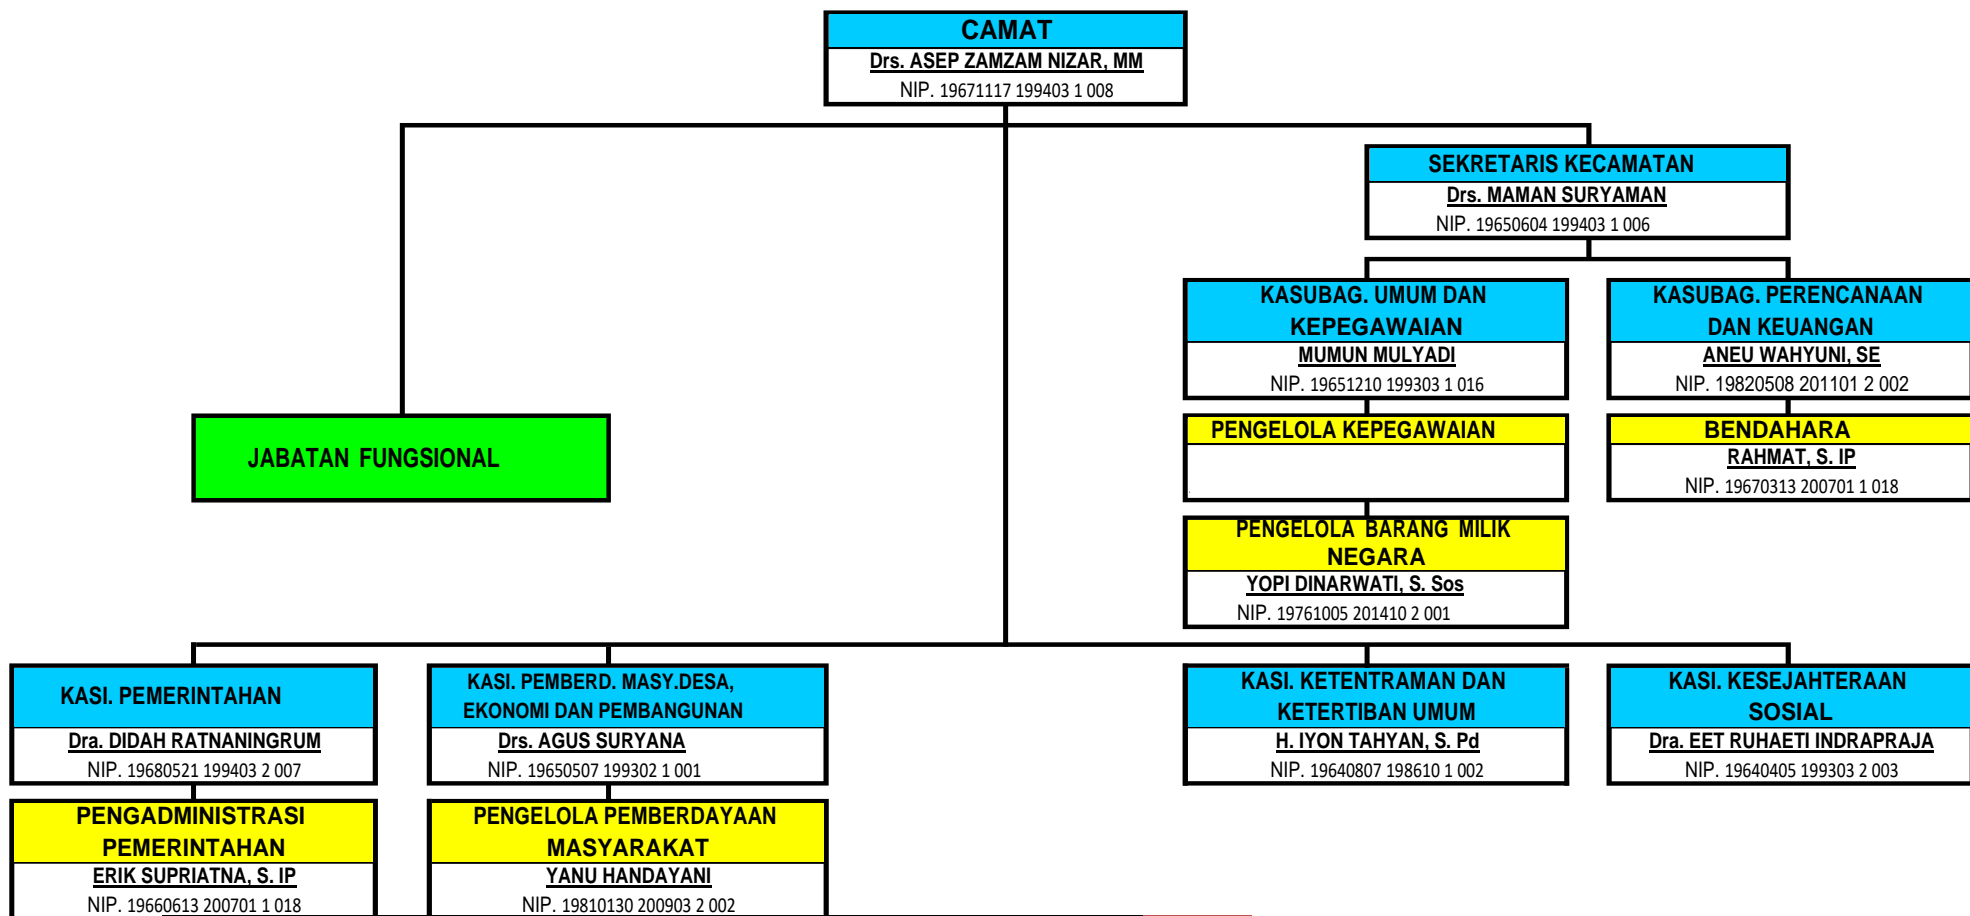 CAMAT
Drs. ASEP ZAMZAM NIZAR, MM
NIP. 19671117 199403 1 008
SEKRETARIS KECAMATAN
Drs. MAMAN SURYAMAN
NIP. 19650604 199403 1 006
KASUBAG. UMUM DAN
KEPEGAWAIAN
MUMUN MULYADI
NIP. 19651210 199303 1 016
KASUBAG. PERENCANAAN
DAN KEUANGAN
ANEU WAHYUNI, SE
NIP. 19820508 201101 2 002
JABATAN FUNGSIONAL
PENGELOLA KEPEGAWAIAN
BENDAHARA
RAHMAT, S. IP
NIP. 19670313 200701 1 018
PENGELOLA BARANG MILIK
NEGARA
YOPI DINARWATI, S. Sos
NIP. 19761005 201410 2 001
KASI. PEMERINTAHAN
Dra. DIDAH RATNANINGRUM
NIP. 19680521 199403 2 007
KASI. PEMBERD. MASY.DESA,
EKONOMI DAN PEMBANGUNAN
Drs. AGUS SURYANA
NIP. 19650507 199302 1 001
KASI. KETENTRAMAN DAN
KETERTIBAN UMUM
H. IYON TAHYAN, S. Pd
NIP. 19640807 198610 1 002
KASI. KESEJAHTERAAN
SOSIAL
Dra. EET RUHAETI INDRAPRAJA
NIP. 19640405 199303 2 003
PENGADMINISTRASI
PEMERINTAHAN
ERIK SUPRIATNA, S. IP
NIP. 19660613 200701 1 018
PENGELOLA PEMBERDAYAAN
MASYARAKAT
YANU HANDAYANI
NIP. 19810130 200903 2 002